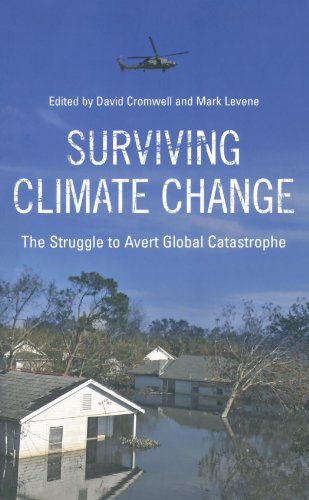 Edited by David Cromwell and Mark Levene
SURVIVING
CLIMATE CHANGE
The Struggle to Avert Global Catastrophe